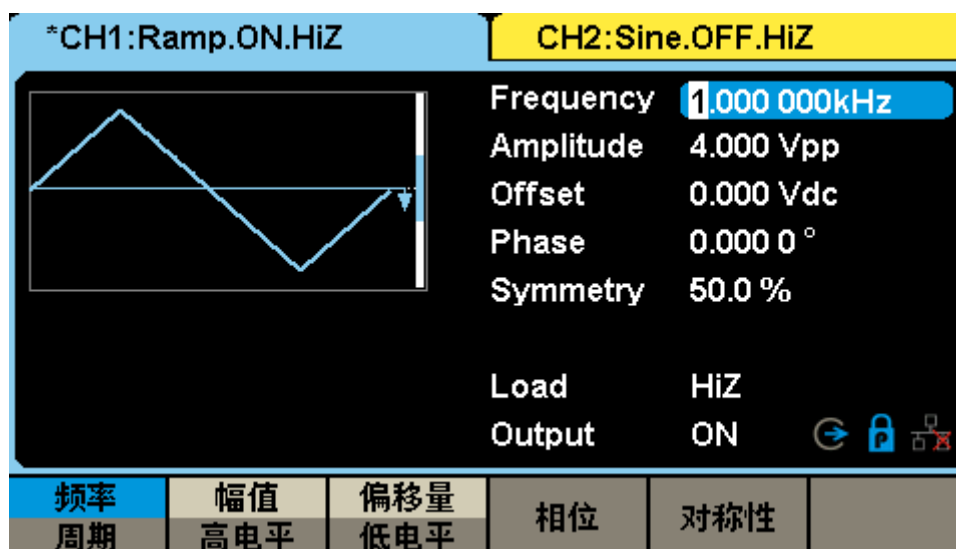 *CH1:Ramp.ON.HiZ CH2:Sine.OFF.HiZ
Frequency 1.000 000kHz
Amplitude 4.000 Vpp
Offset 0.000 Vdc
Phase 0.000 0 °
Symmetry 50.0 %
Load HiZ
Output ON
频率 幅值 偏移量 相位 对称性
周期 高电平 低电平